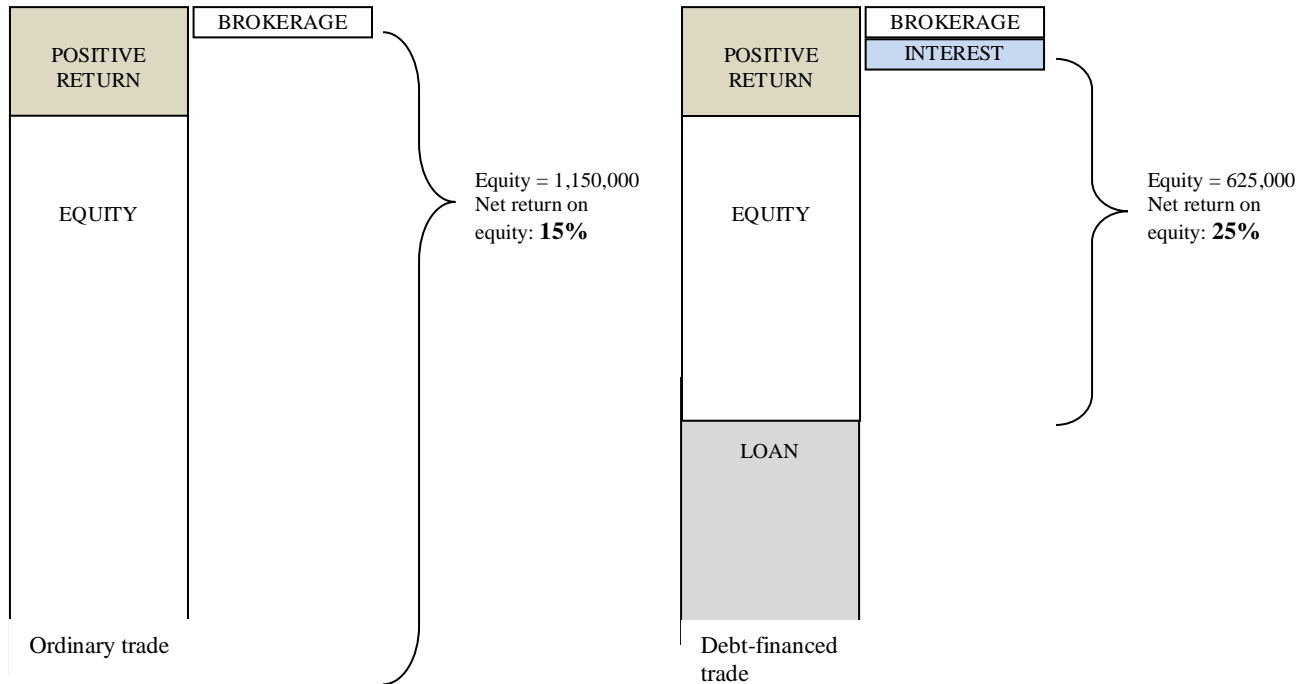 BROKERAGE
POSITIVE
RETURN
EQUITY
Equity = 1,150,000
Net return on
equity: 15%
Ordinary trade
BROKERAGE
INTEREST
POSITIVE
RETURN
EQUITY
Equity = 625,000
Net return on
equity: 25%
LOAN
Debt-financed
trade